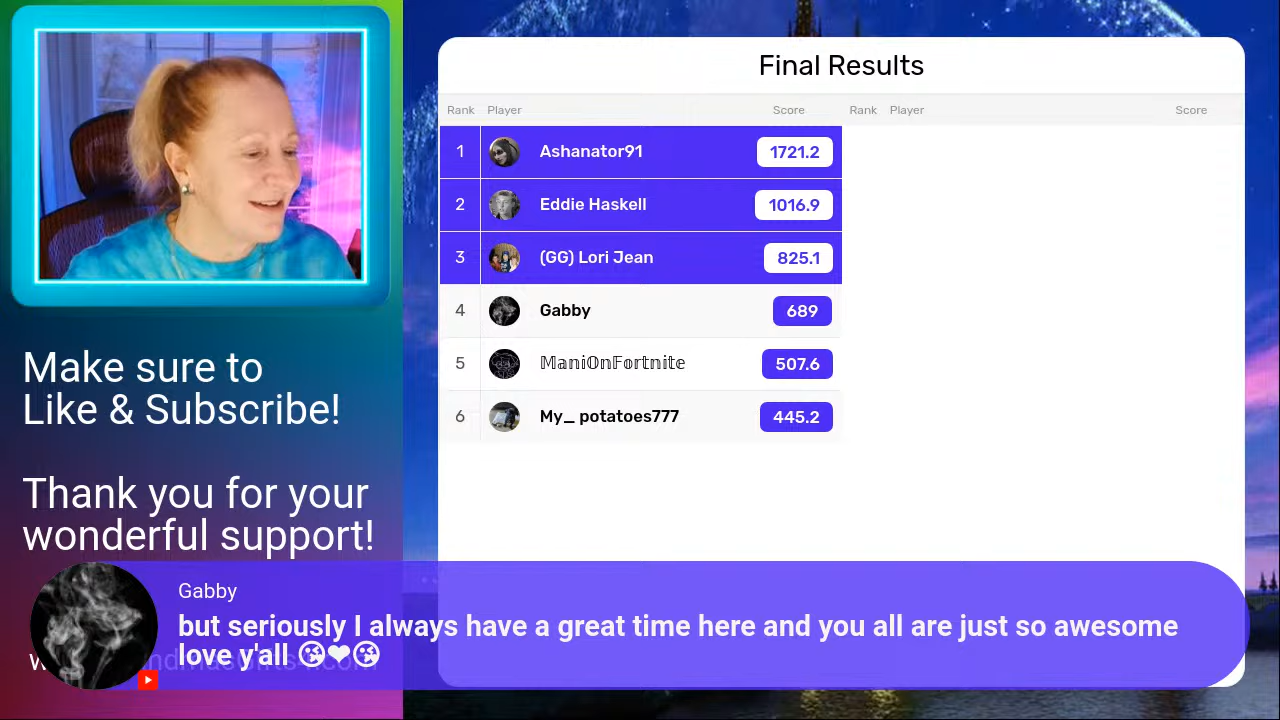 Final Results
Rank Player Score Rank Player Score
1 Ashanator91 1721.2
2 Eddie Haskell 1016.9
3 (GG) Lori Jean 825.1
4 Gabby 689
5 𝕄𝕒𝕟𝕚𝕆𝕟𝔽𝕠𝕣𝕥𝕟𝕚𝕥𝕖 507.6
6 My_ potatoes777 445.2
Make sure to
Like & Subscribe!
Thank you for your
wonderful support!
Gabby
but seriously I always have a great time here and you all are just so awesome
love y'all 😘❤😘